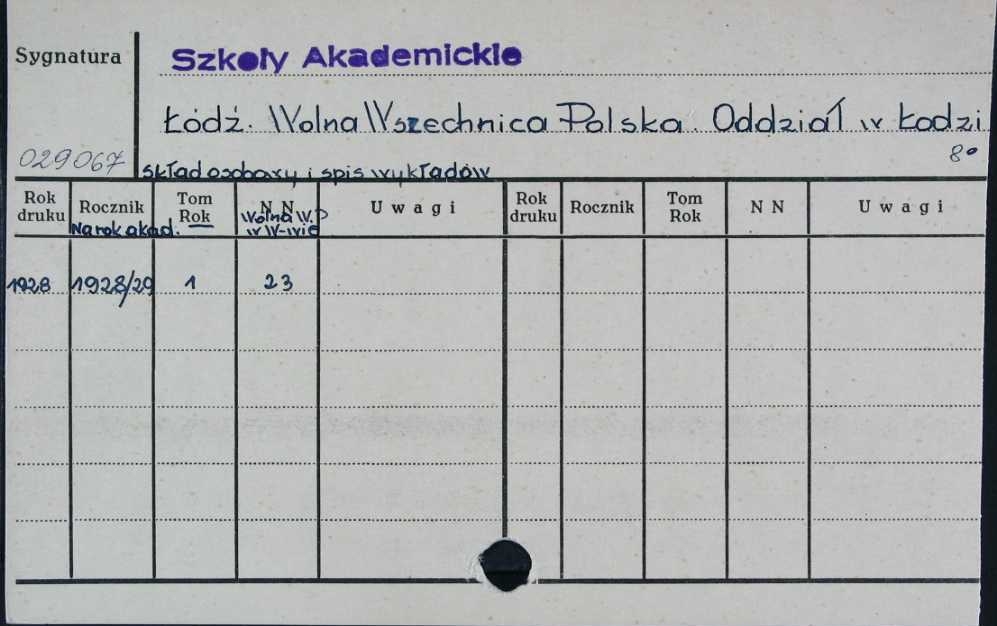 Sygnatura
Szkoły Akademickie
Łódź. Wolna Wszechnica Polska. Oddział w Łodzi
8°
029067
skład osobowy i spis wykładów
Rok druku Rocznik Tom Rok N N U w a g i Rok druku Rocznik Tom Rok N N U w a g i
Na rok akad. Wolna W. P
w W-wie
1928 1928/29 1 23